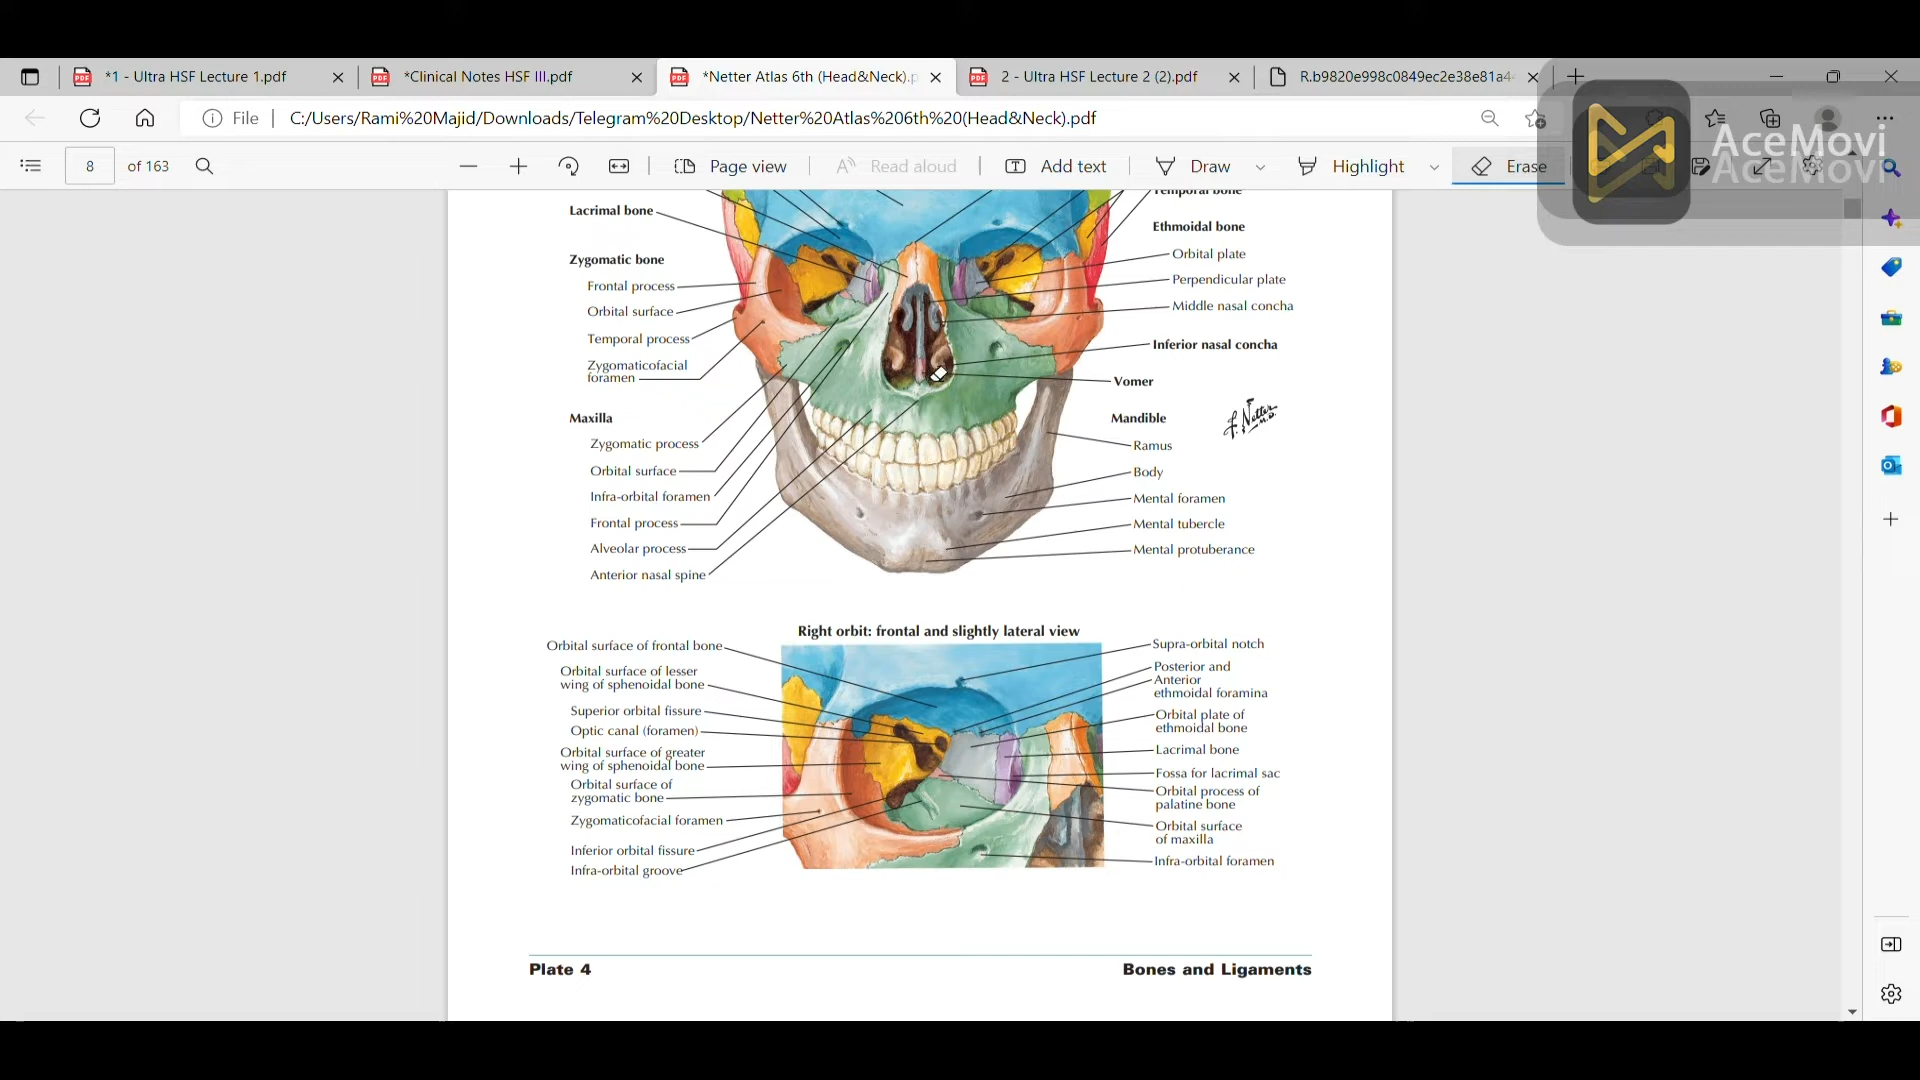 *1 - Ultra HSF Lecture 1.pdf
*Clinical Notes HSF III.pdf
*Netter Atlas 6th (Head&Neck).p
2 - Ultra HSF Lecture 2 (2).pdf
R.b9820e998c0849ec2e38e81a4
File
C:/Users/Rami%20Majid/Downloads/Telegram%20Desktop/Netter%20Atlas%206th%20(Head&Neck).pdf
AceMovi
AceMovi
8
of 163
Page view
Read aloud
Add text
Draw
Highlight
Erase
Temporal bone
Lacrimal bone
Zygomatic bone
Frontal process
Orbital surface
Temporal process
Zygomaticofacial
foramen
Maxilla
Zygomatic process
Orbital surface
Infra-orbital foramen
Frontal process
Alveolar process
Anterior nasal spine
Ethmoidal bone
Orbital plate
Perpendicular plate
Middle nasal concha
Inferior nasal concha
Vomer
Mandible
Ramus
Body
Mental foramen
Mental tubercle
Mental protuberance
F. Netter
M.D.
Right orbit: frontal and slightly lateral view
Orbital surface of frontal bone
Orbital surface of lesser
wing of sphenoidal bone
Superior orbital fissure
Optic canal (foramen)
Orbital surface of greater
wing of sphenoidal bone
Orbital surface of
zygomatic bone
Zygomaticofacial foramen
Inferior orbital fissure
Infra-orbital groove
Supra-orbital notch
Posterior and
Anterior
ethmoidal foramina
Orbital plate of
ethmoidal bone
Lacrimal bone
Fossa for lacrimal sac
Orbital process of
palatine bone
Orbital surface
of maxilla
Infra-orbital foramen
Plate 4
Bones and Ligaments